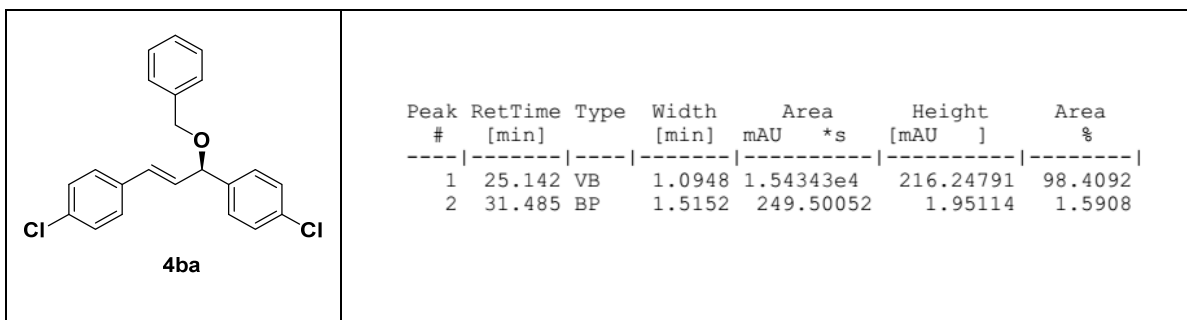 O
Cl
Cl
4ba
Peak RetTime Type Width Area Height Area
# [min] [min] mAU *s [mAU ] %
----|-------|----|-------|----------|----------|--------|
1 25.142 VB 1.0948 1.54343e4 216.24791 98.4092
2 31.485 BP 1.5152 249.50052 1.95114 1.5908